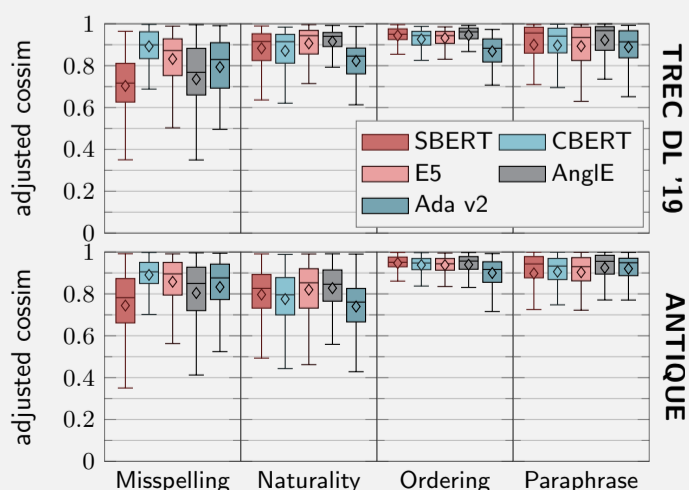 adjusted cossim
1
0.8
0.6
0.4
0.2
0
SBERT CBERT
E5 AnglE
Ada v2
TREC DL '19
adjusted cossim
1
0.8
0.6
0.4
0.2
0
ANTIQUE
Misspelling Naturality Ordering Paraphrase